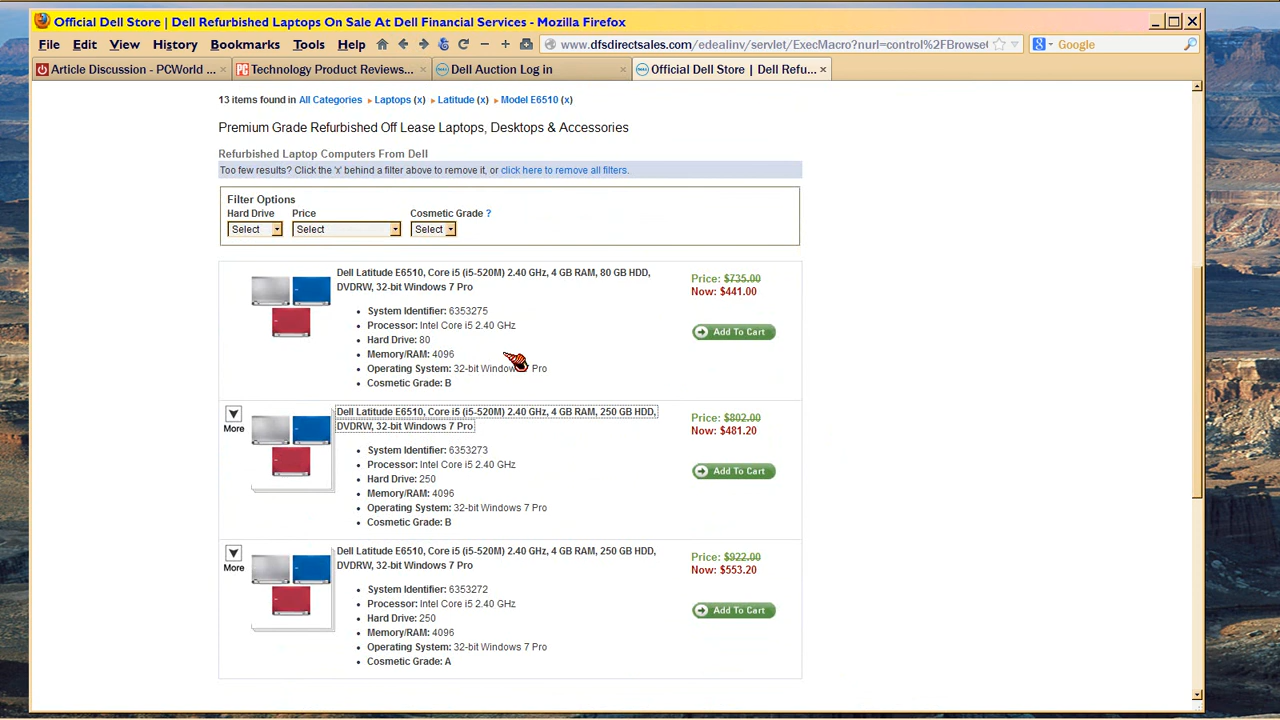 Official Dell Store | Dell Refurbished Laptops On Sale At Dell Financial Services - Mozilla Firefox
File Edit View History Bookmarks Tools Help www.dfsdirectsales.com/edealinv/servlet/ExecMacro?nurl=control%2FBrowse Google
Article Discussion - PCWorld ... Technology Product Reviews... Dell Auction Log in Official Dell Store | Dell Refu...
13 items found in All Categories Laptops (x) Latitude (x) Model E6510 (x)
Premium Grade Refurbished Off Lease Laptops, Desktops & Accessories
Refurbished Laptop Computers From Dell
Too few results? Click the 'x' behind a filter above to remove it, or click here to remove all filters.
Filter Options
Hard Drive Price Cosmetic Grade ?
Select Select Select
Dell Latitude E6510, Core i5 (i5-520M) 2.40 GHz, 4 GB RAM, 80 GB HDD,
DVDRW, 32-bit Windows 7 Pro
Price: $735.00
Now: $441.00
System Identifier: 6353275
Processor: Intel Core i5 2.40 GHz
Add To Cart
Hard Drive: 80
Memory/RAM: 4096
Operating System: 32-bit Windows 7 Pro
Cosmetic Grade: B
More
Dell Latitude E6510, Core i5 (i5-520M) 2.40 GHz, 4 GB RAM, 250 GB HDD,
DVDRW, 32-bit Windows 7 Pro
Price: $802.00
Now: $481.20
System Identifier: 6353273
Processor: Intel Core i5 2.40 GHz
Add To Cart
Hard Drive: 250
Memory/RAM: 4096
Operating System: 32-bit Windows 7 Pro
Cosmetic Grade: B
More
Dell Latitude E6510, Core i5 (i5-520M) 2.40 GHz, 4 GB RAM, 250 GB HDD,
DVDRW, 32-bit Windows 7 Pro
Price: $922.00
Now: $553.20
System Identifier: 6353272
Processor: Intel Core i5 2.40 GHz
Add To Cart
Hard Drive: 250
Memory/RAM: 4096
Operating System: 32-bit Windows 7 Pro
Cosmetic Grade: A